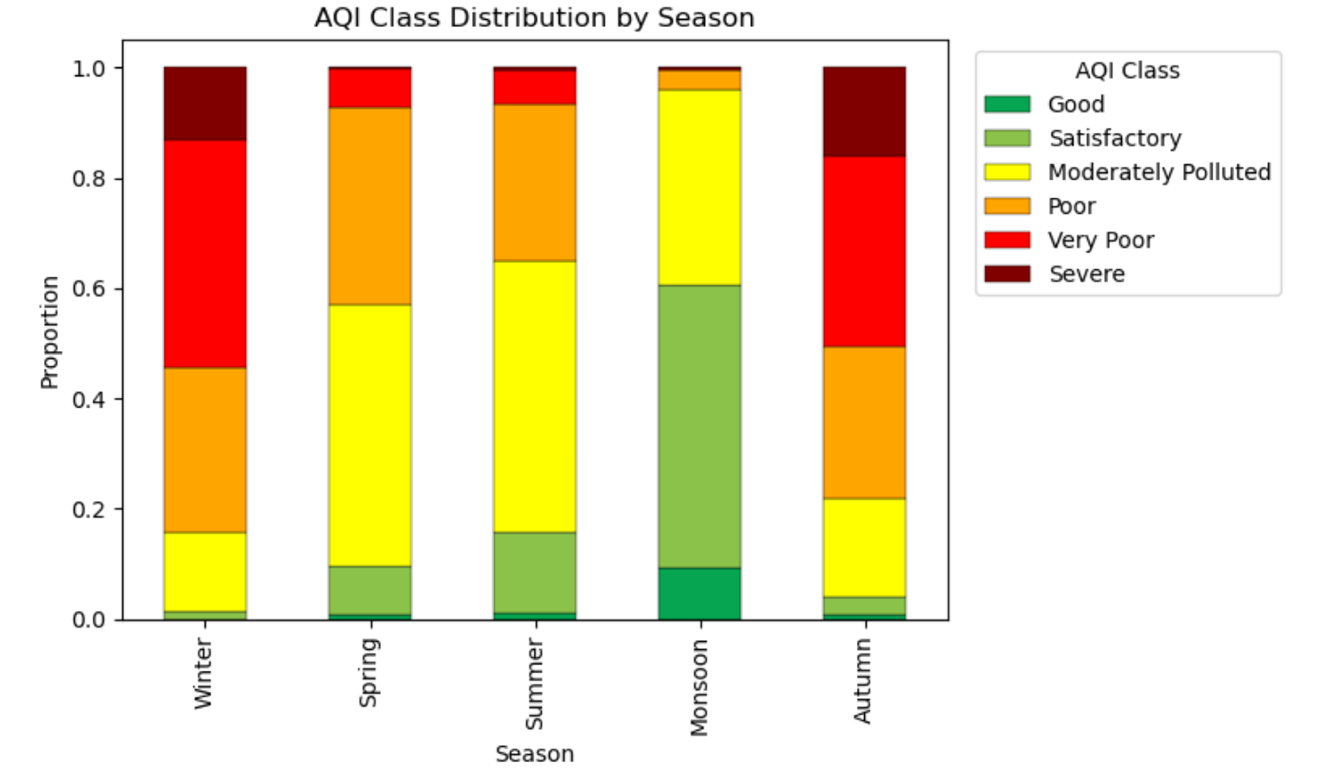 AQI Class Distribution by Season
1.0
0.8
0.6
0.4
0.2
0.0
Proportion
Winter
Spring
Summer
Monsoon
Autumn
Season
AQI Class
Good
Satisfactory
Moderately Polluted
Poor
Very Poor
Severe